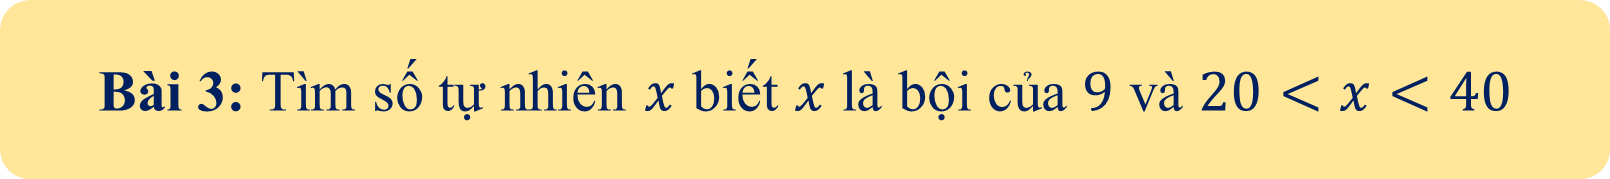 Bài 3: Tìm số tự nhiên x biết x là bội của 9 và 20 < x < 40